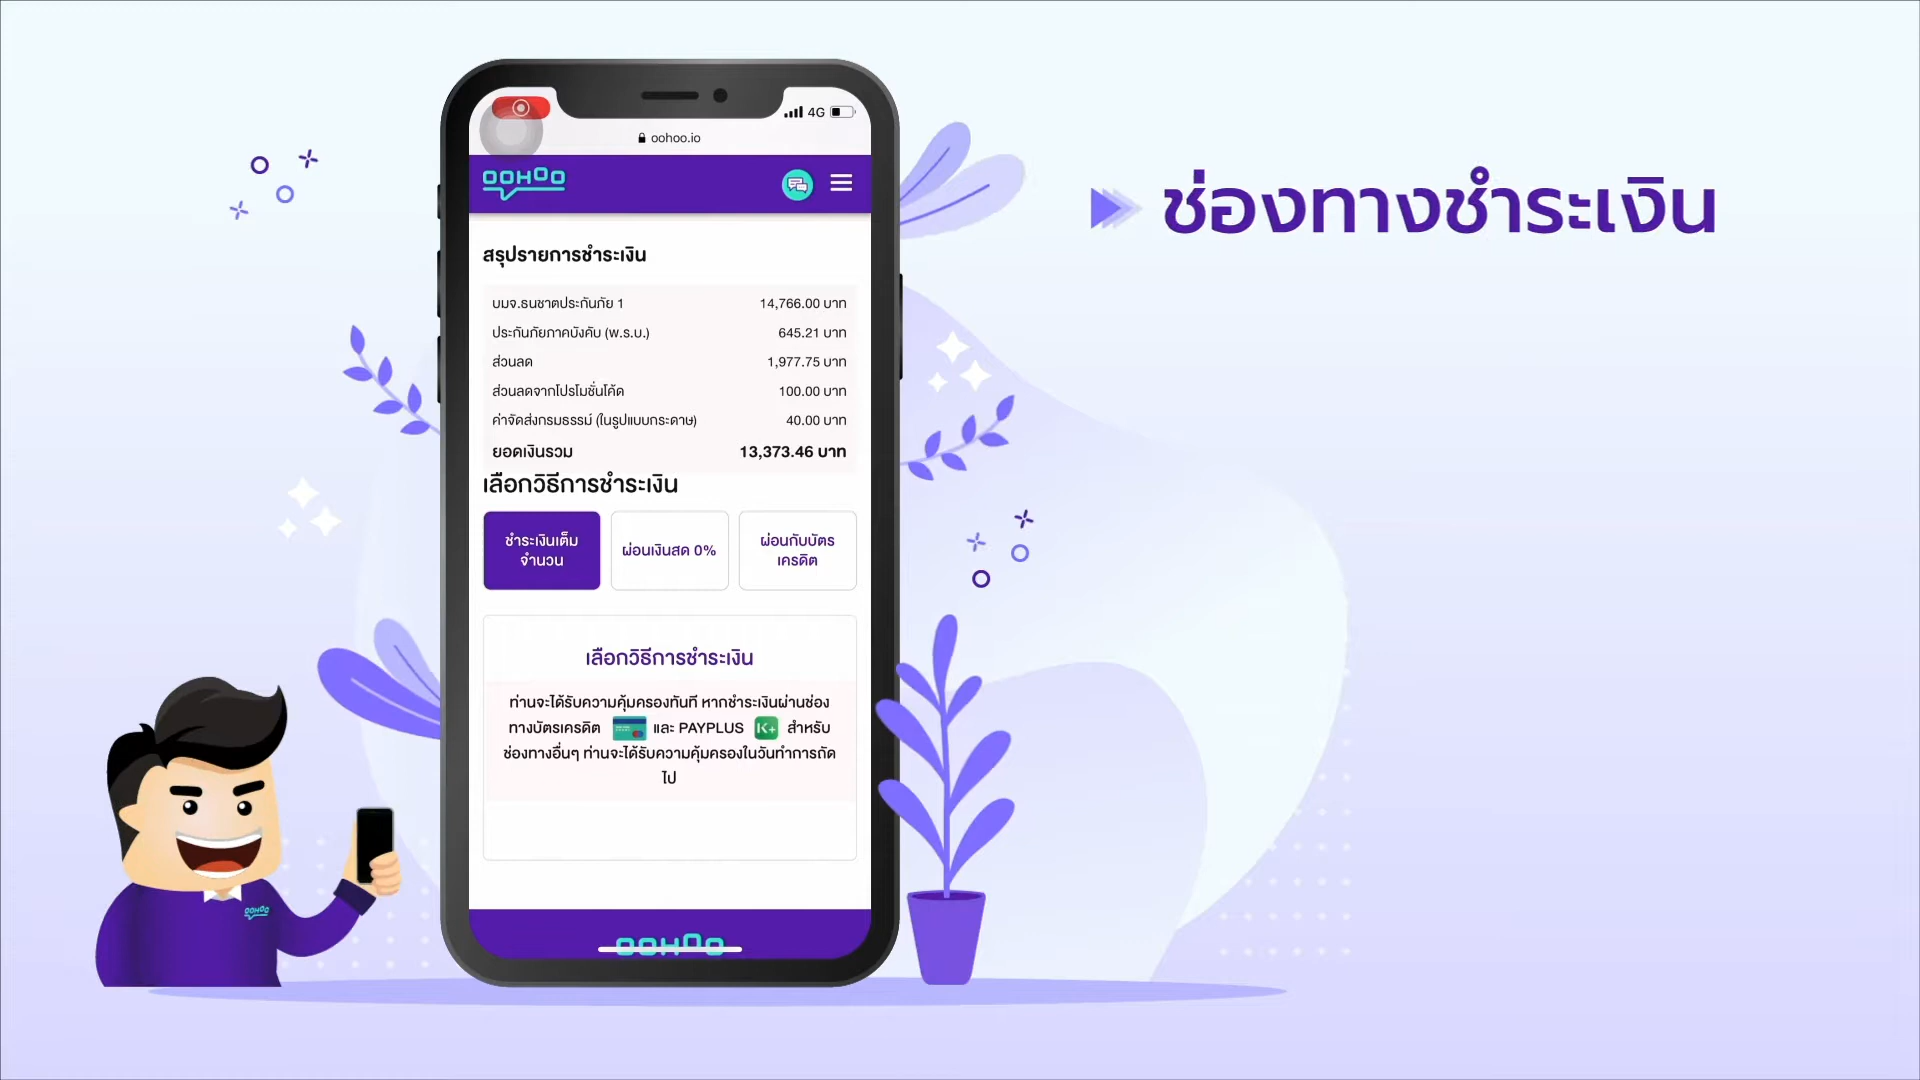 4G
oohoo.io
OOHOO
ช่องทางชำระเงิน
สรุปรายการชำระเงิน
บมจ.ธนชาตประกันภัย 1 14,766.00 บาท
ประกันภัยภาคบังคับ (พ.ร.บ.) 645.21 บาท
ส่วนลด 1,977.75 บาท
ส่วนลดจากโปรโมชั่นโค้ด 100.00 บาท
ค่าจัดส่งกรมธรรม์ (ในรูปแบบกระดาษ) 40.00 บาท
ยอดเงินรวม 13,373.46 บาท
เลือกวิธีการชำระเงิน
ชำระเงินเต็ม
จำนวน
ผ่อนเงินสด 0%
ผ่อนกับบัตร
เครดิต
เลือกวิธีการชำระเงิน
ท่านจะได้รับความคุ้มครองทันที หากชำระเงินผ่านช่อง
ทางบัตรเครดิต และ PAYPLUS K+ สำหรับ
ช่องทางอื่นๆ ท่านจะได้รับความคุ้มครองในวันทำการถัด
ไป
OOHOO
OOHOO